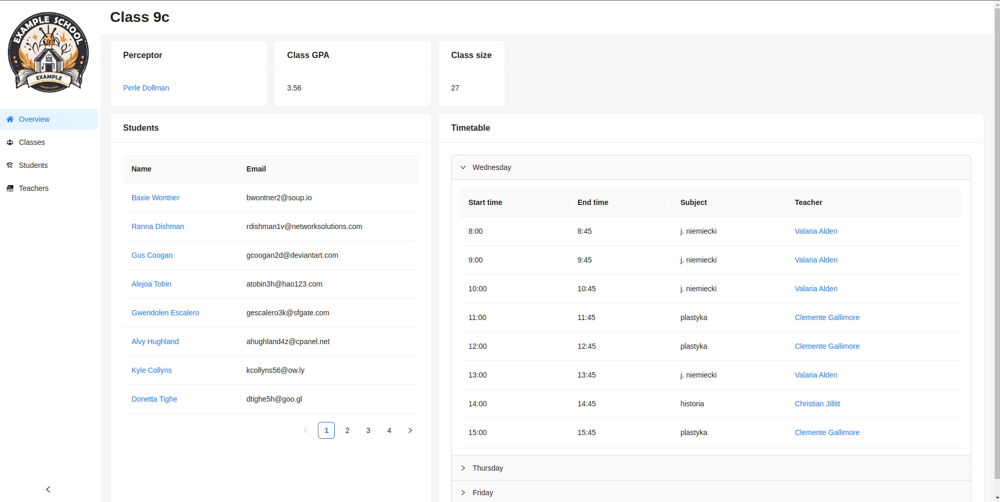 EXAMPLE SCHOOL
EXAMPLE
PRIMARY SCHOOL
Overview
Classes
Students
Teachers
Class 9c
Perceptor
Perle Dollman
Class GPA
3.56
Class size
27
Students
Name Email
Baxie Wontner bwontner2@soup.io
Ranna Dishman rdishman1v@networksolutions.com
Gus Coogan gcoogan2d@deviantart.com
Alejoa Tobin atobin3h@hao123.com
Gwendolen Escalero gescalero3k@sfgate.com
Alvy Hughland ahughland4z@cpanel.net
Kyle Collyns kcollyns56@ow.ly
Donetta Tighe dtighe5h@goo.gl
1 2 3 4
Timetable
Wednesday
Start time End time Subject Teacher
8:00 8:45 j. niemiecki Valaria Alden
9:00 9:45 j. niemiecki Valaria Alden
10:00 10:45 j. niemiecki Valaria Alden
11:00 11:45 plastyka Clemente Gallimore
12:00 12:45 plastyka Clemente Gallimore
13:00 13:45 j. niemiecki Valaria Alden
14:00 14:45 historia Christian Jillitt
15:00 15:45 plastyka Clemente Gallimore
Thursday
Friday